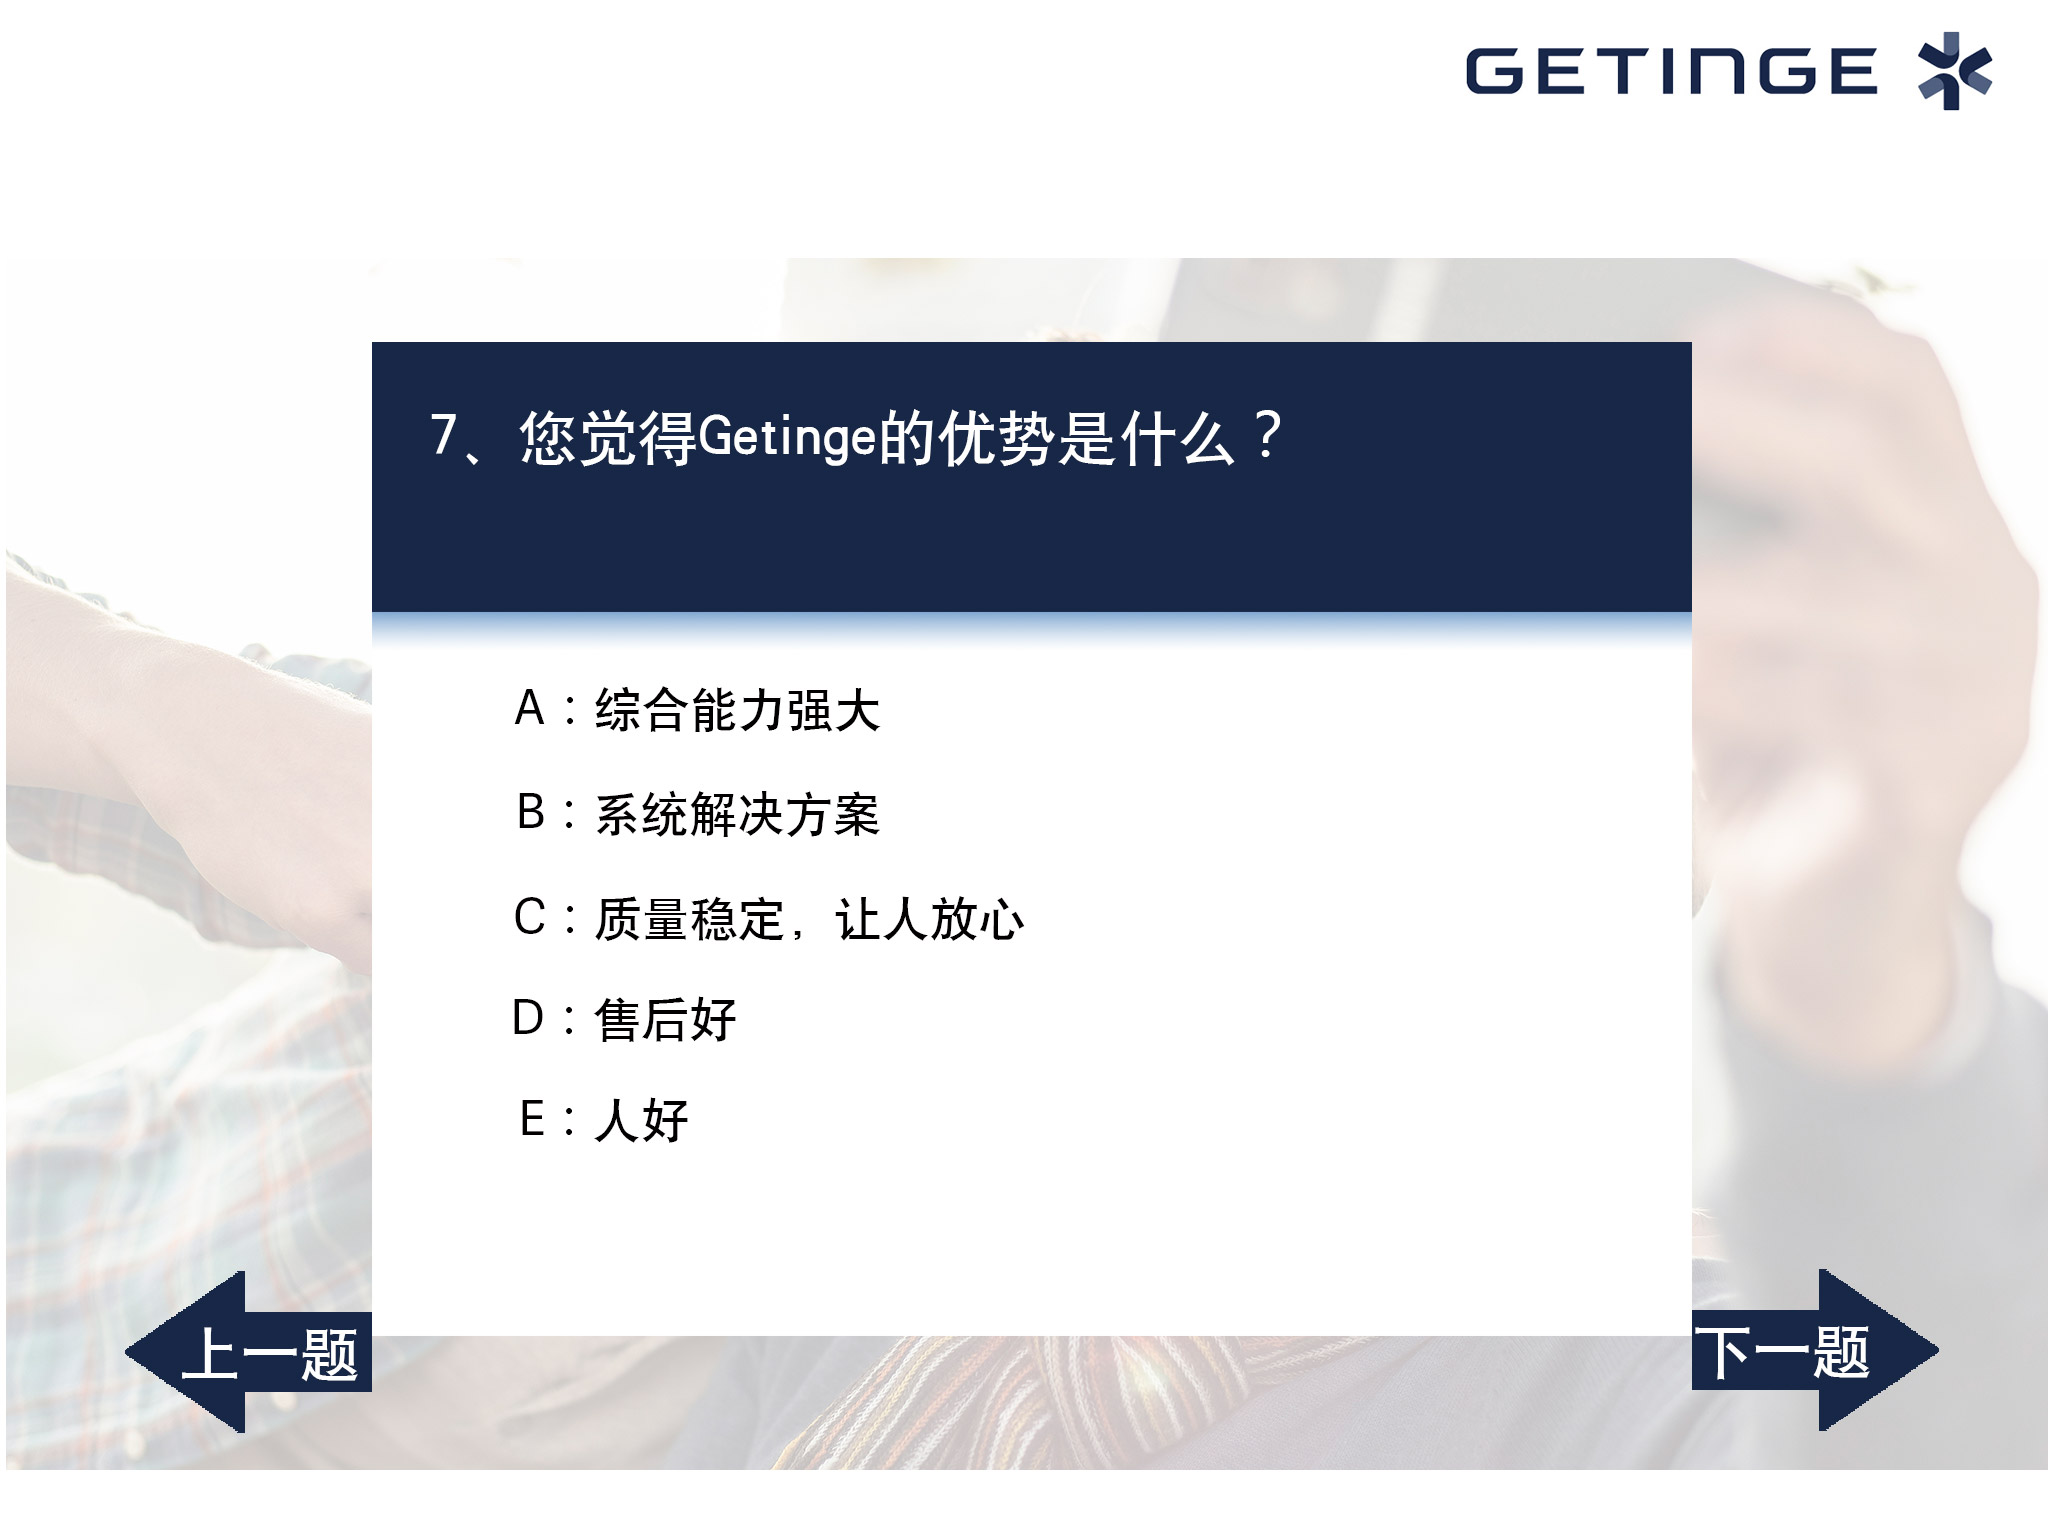 GETINGE
7、您觉得Getinge的优势是什么？
A：综合能力强大
B：系统解决方案
C：质量稳定，让人放心
D：售后好
E：人好
上一题
下一题